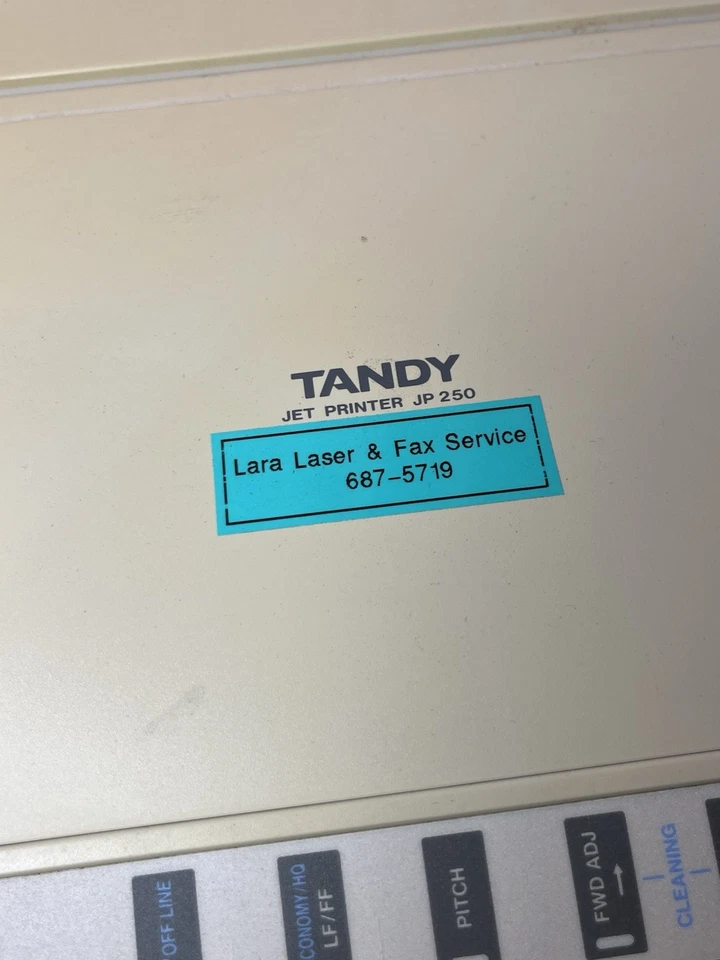 TANDY
JET PRINTER JP 250
Lara Laser & Fax Service
687-5719
OFF LINE
CONOMY/HQ
LF/FF
PITCH
FWD ADJ
→
CLEANING